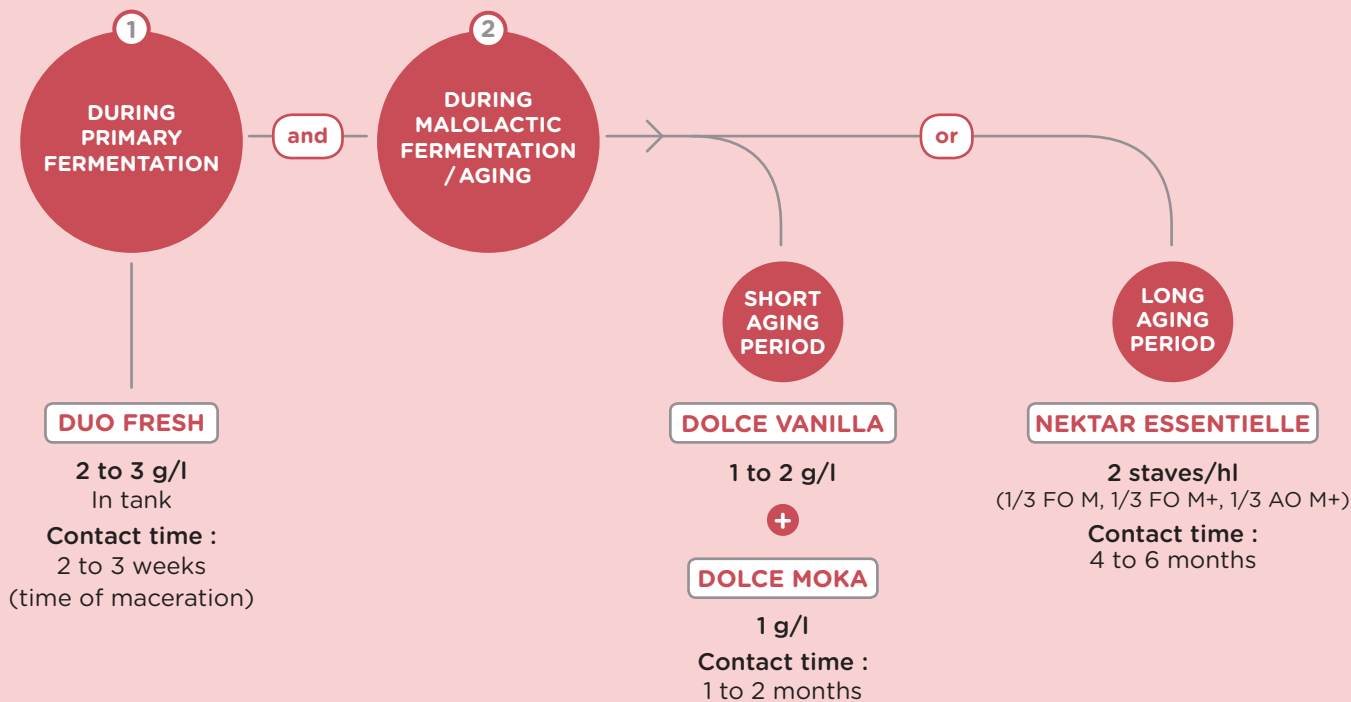 1
DURING
PRIMARY
FERMENTATION
and
2
DURING
MALOLACTIC
FERMENTATION
/ AGING
or
DUO FRESH
2 to 3 g/l
In tank
Contact time :
2 to 3 weeks
(time of maceration)
SHORT
AGING
PERIOD
DOLCE VANILLA
1 to 2 g/l
+
DOLCE MOKA
1 g/l
Contact time :
1 to 2 months
LONG
AGING
PERIOD
NEKTAR ESSENTIELLE
2 staves/hl
(1/3 FO M, 1/3 FO M+, 1/3 AO M+)
Contact time :
4 to 6 months